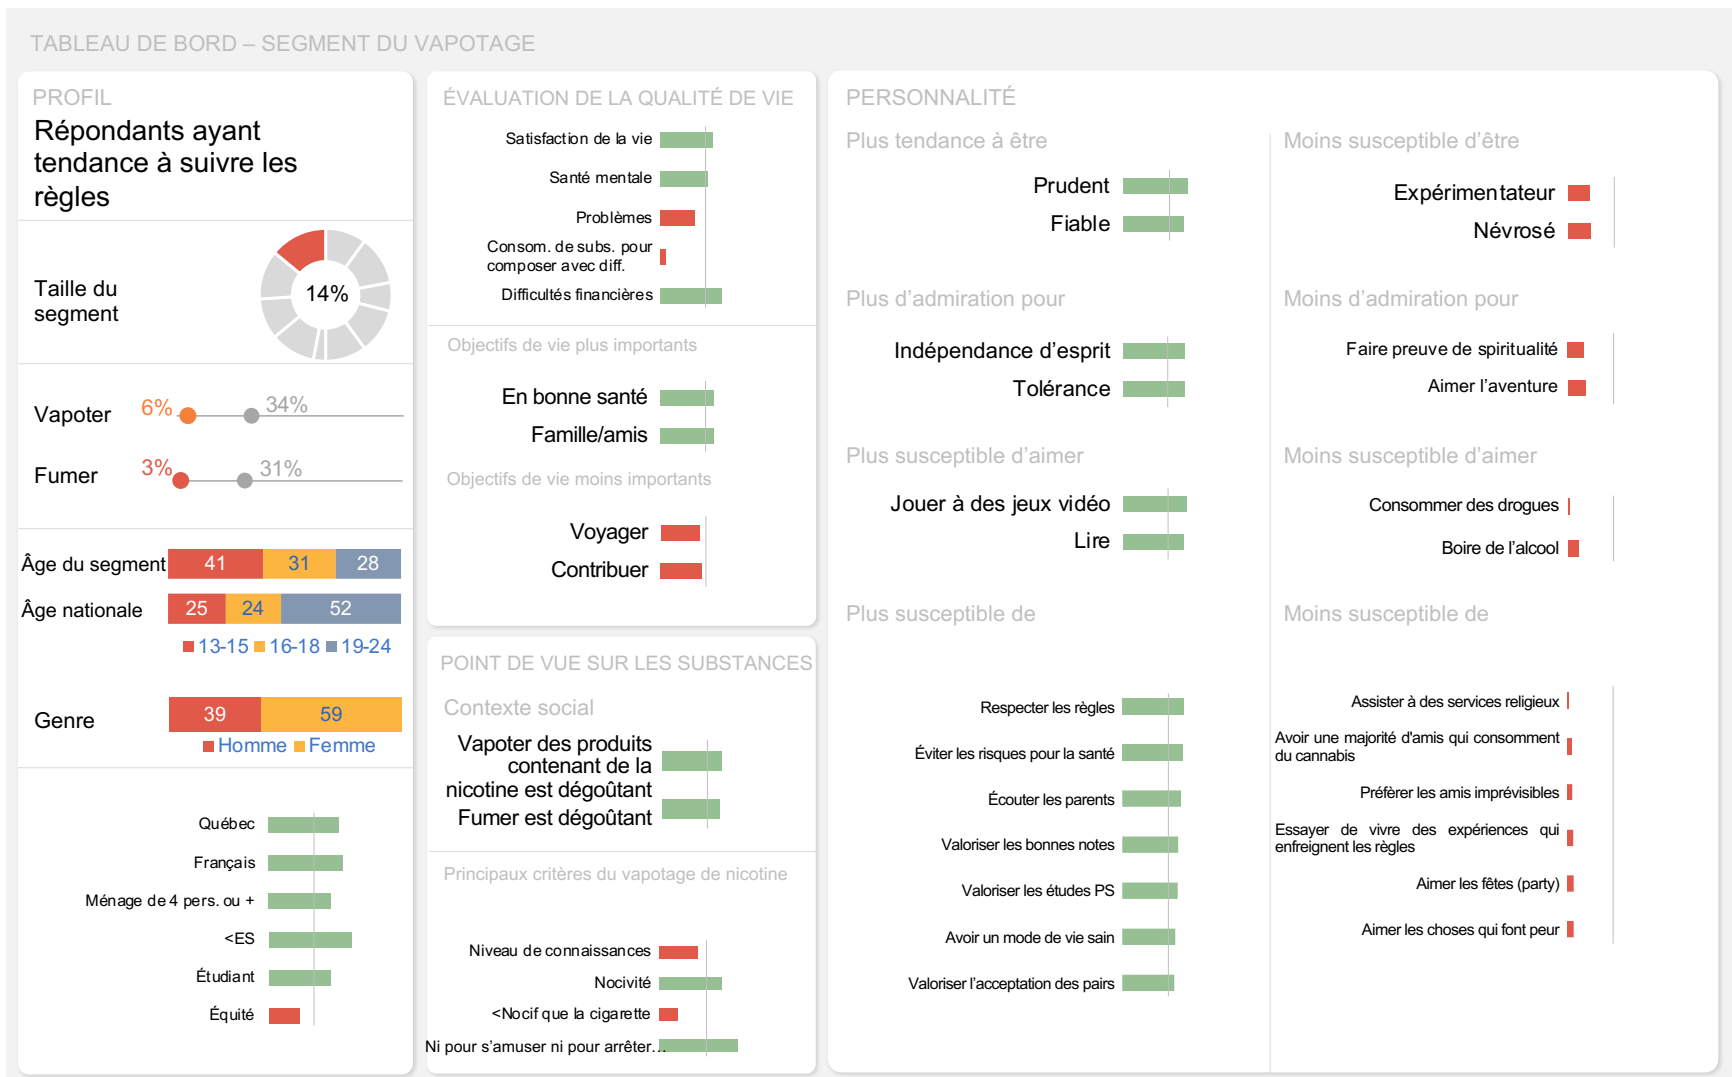 TABLEAU DE BORD – SEGMENT DU VAPOTAGE
PROFIL
Répondants ayant
tendance à suivre les
règles
Taille du
segment
14%
Vapoter
6%
34%
Fumer
3%
31%
Âge du segment
41
31
28
Âge nationale
25
24
52
13-15
16-18
19-24
Genre
39
59
Homme
Femme
Québec
Français
Ménage de 4 pers. ou +
<ES
Étudiant
Équité
ÉVALUATION DE LA QUALITÉ DE VIE
Satisfaction de la vie
Santé mentale
Problèmes
Consom. de subs. pour
composer avec diff.
Difficultés financières
Objectifs de vie plus importants
En bonne santé
Famille/amis
Objectifs de vie moins importants
Voyager
Contribuer
POINT DE VUE SUR LES SUBSTANCES
Contexte social
Vapoter des produits
contenant de la
nicotine est dégoûtant
Fumer est dégoûtant
Principaux critères du vapotage de nicotine
Niveau de connaissances
Nocivité
<Nocif que la cigarette
Ni pour s’amuser ni pour arrêter…
PERSONNALITÉ
Plus tendance à être
Prudent
Fiable
Moins susceptible d’être
Expérimentateur
Névrosé
Plus d’admiration pour
Indépendance d’esprit
Tolérance
Moins d’admiration pour
Faire preuve de spiritualité
Aimer l’aventure
Plus susceptible d’aimer
Jouer à des jeux vidéo
Lire
Moins susceptible d’aimer
Consommer des drogues
Boire de l’alcool
Plus susceptible de
Respecter les règles
Éviter les risques pour la santé
Écouter les parents
Valoriser les bonnes notes
Valoriser les études PS
Avoir un mode de vie sain
Valoriser l’acceptation des pairs
Moins susceptible de
Assister à des services religieux
Avoir une majorité d'amis qui consomment
du cannabis
Préfèrer les amis imprévisibles
Essayer de vivre des expériences qui
enfreignent les règles
Aimer les fêtes (party)
Aimer les choses qui font peur